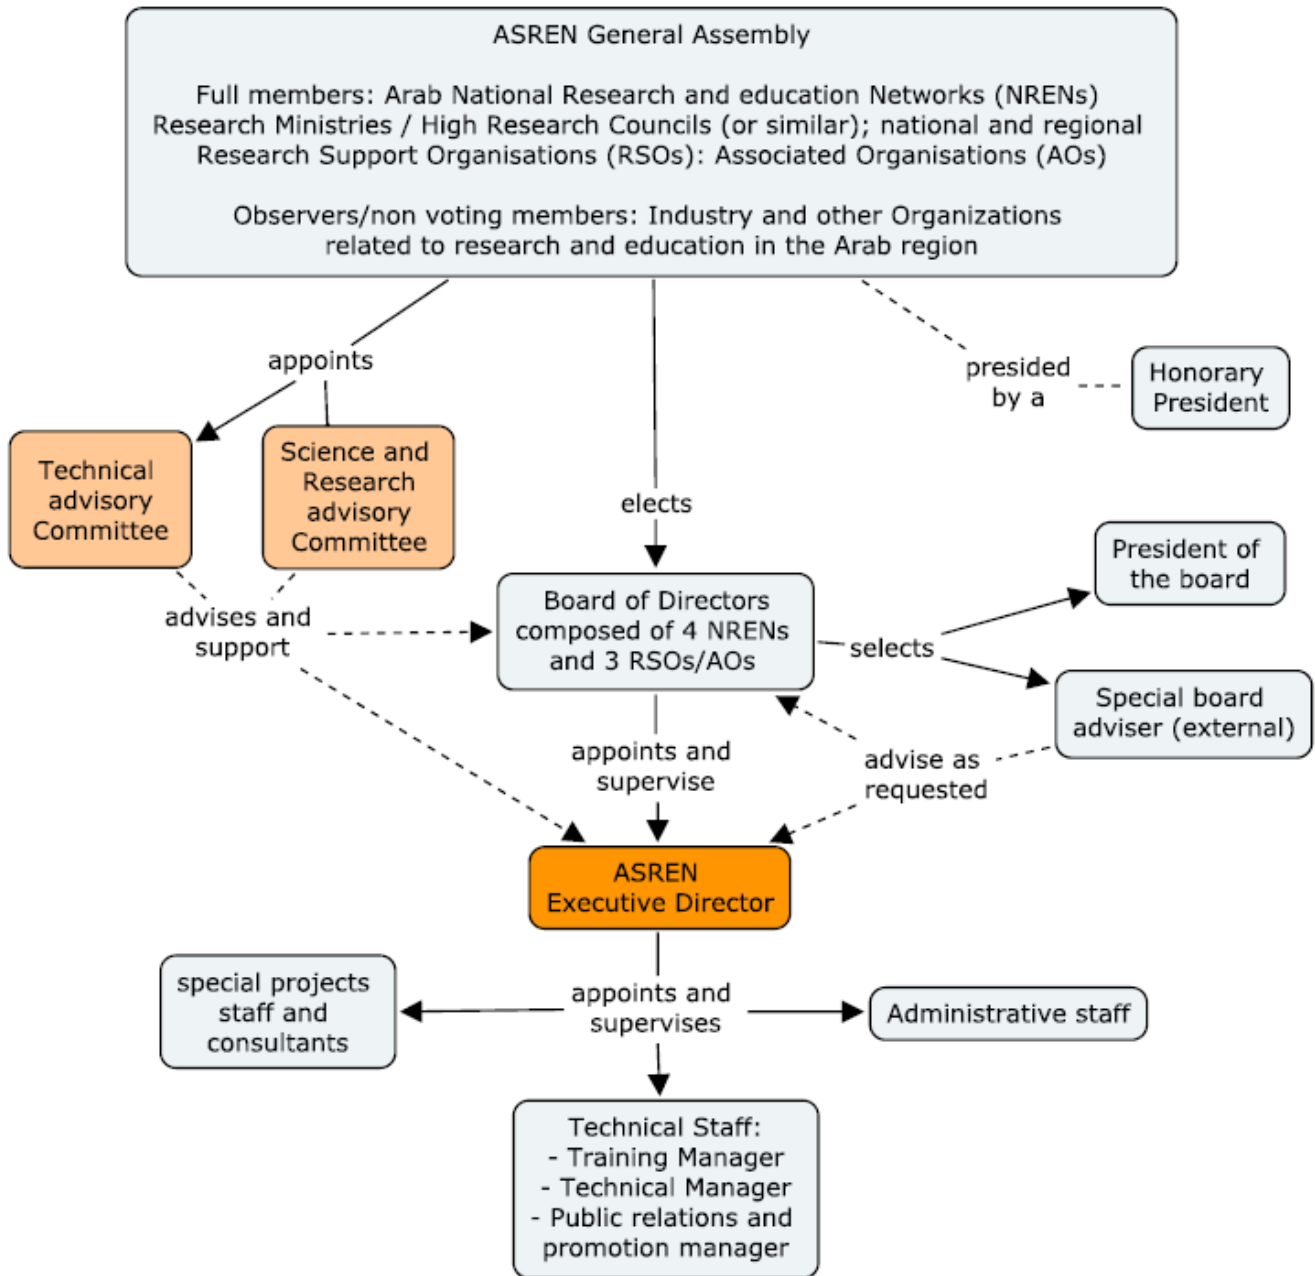 ASREN General Assembly
Full members: Arab National Research and education Networks (NRENs)
Research Ministries / High Research Councils (or similar); national and regional
Research Support Organisations (RSOs): Associated Organisations (AOs)
Observers/non voting members: Industry and other Organizations
related to research and education in the Arab region
appoints
presided
by a
Honorary
President
Technical
advisory
Committee
Science and
Research
advisory
Committee
elects
President of
the board
advises and
support
Board of Directors
composed of 4 NRENs
and 3 RSOs/AOs
selects
Special board
adviser (external)
appoints and
supervise
advise as
requested
ASREN
Executive Director
special projects
staff and
consultants
appoints and
supervises
Administrative staff
Technical Staff:
- Training Manager
- Technical Manager
- Public relations and
promotion manager